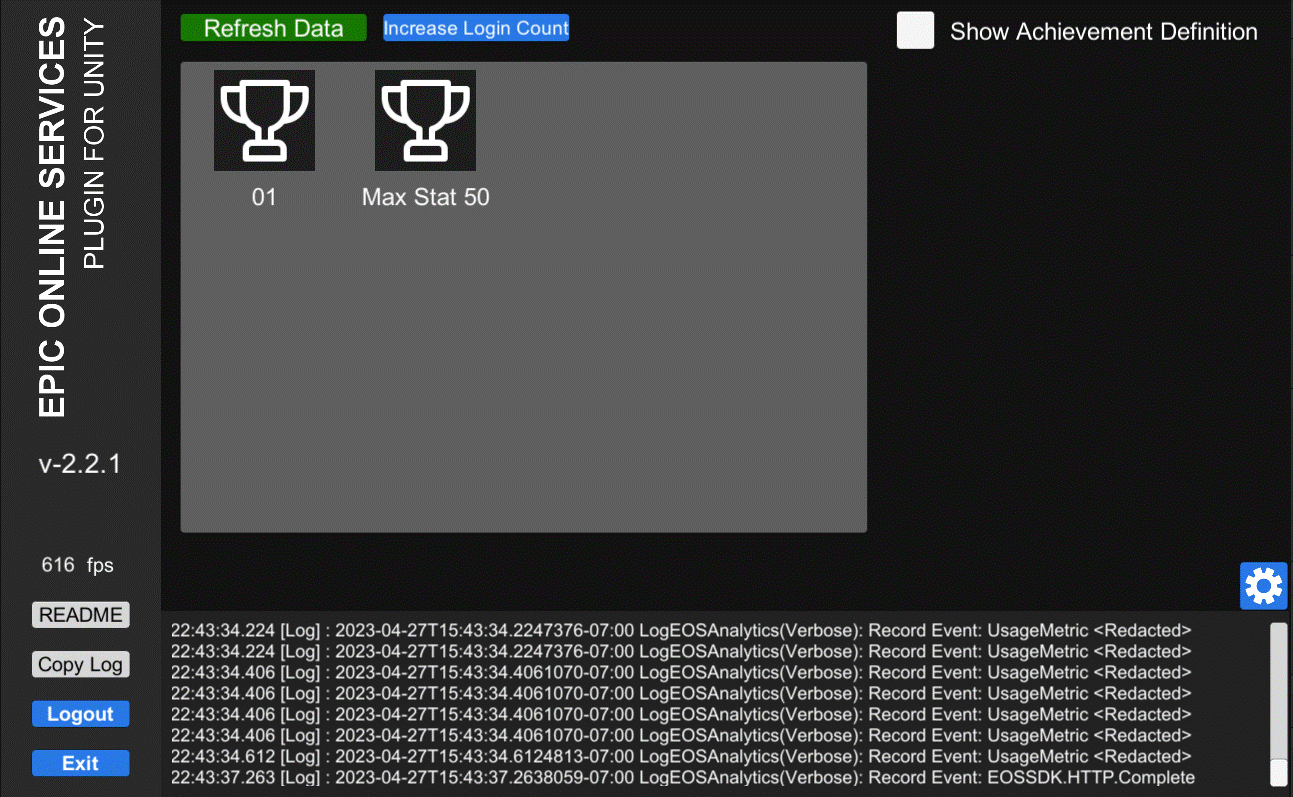 EPIC ONLINE SERVICES
PLUGIN FOR UNITY
v-2.2.1
616 fps
README
Copy Log
Logout
Exit
Refresh Data
Increase Login Count
Show Achievement Definition
01
Max Stat 50
22:43:34.224 [Log] : 2023-04-27T15:43:34.2247376-07:00 LogEOSAnalytics(Verbose): Record Event: UsageMetric <Redacted>
22:43:34.224 [Log] : 2023-04-27T15:43:34.2247376-07:00 LogEOSAnalytics(Verbose): Record Event: UsageMetric <Redacted>
22:43:34.406 [Log] : 2023-04-27T15:43:34.4061070-07:00 LogEOSAnalytics(Verbose): Record Event: UsageMetric <Redacted>
22:43:34.406 [Log] : 2023-04-27T15:43:34.4061070-07:00 LogEOSAnalytics(Verbose): Record Event: UsageMetric <Redacted>
22:43:34.406 [Log] : 2023-04-27T15:43:34.4061070-07:00 LogEOSAnalytics(Verbose): Record Event: UsageMetric <Redacted>
22:43:34.406 [Log] : 2023-04-27T15:43:34.4061070-07:00 LogEOSAnalytics(Verbose): Record Event: UsageMetric <Redacted>
22:43:34.612 [Log] : 2023-04-27T15:43:34.6124813-07:00 LogEOSAnalytics(Verbose): Record Event: UsageMetric <Redacted>
22:43:37.263 [Log] : 2023-04-27T15:43:37.2638059-07:00 LogEOSAnalytics(Verbose): Record Event: EOSSDK.HTTP.Complete